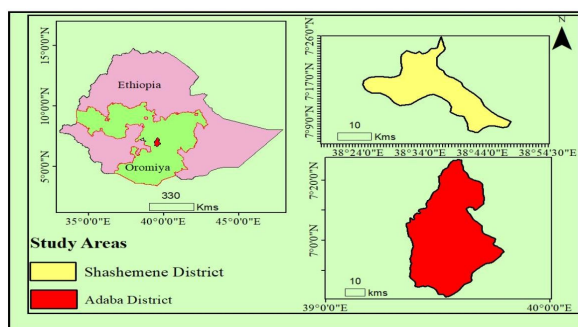 N
15°0'0"N
10°0'0"N
5°0'0"N
Ethiopia
Oromiya
330
Kms
35°0'0"E
40°0'0"E
45°0'0"E
7°26'0"N
7°17'0"N
7°9'0"N
10
Kms
38°24'0"E
38°34'0"E
38°44'0"E
38°54'30"E
7°20'0"N
7°0'0"N
10
Kms
39°0'0"E
40°0'0"E
Study Areas
Shashemene District
Adaba District